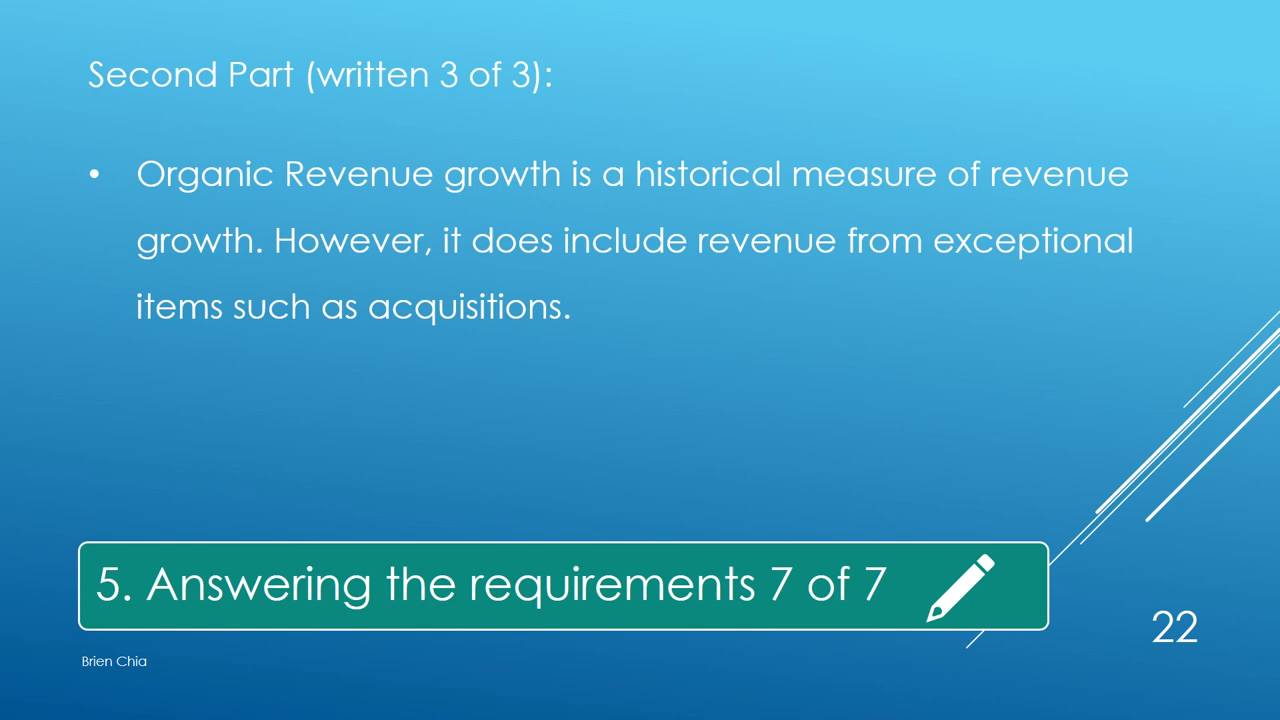 Second Part (written 3 of 3):
• Organic Revenue growth is a historical measure of revenue
growth. However, it does include revenue from exceptional
items such as acquisitions.
5. Answering the requirements 7 of 7
22
Brien Chia